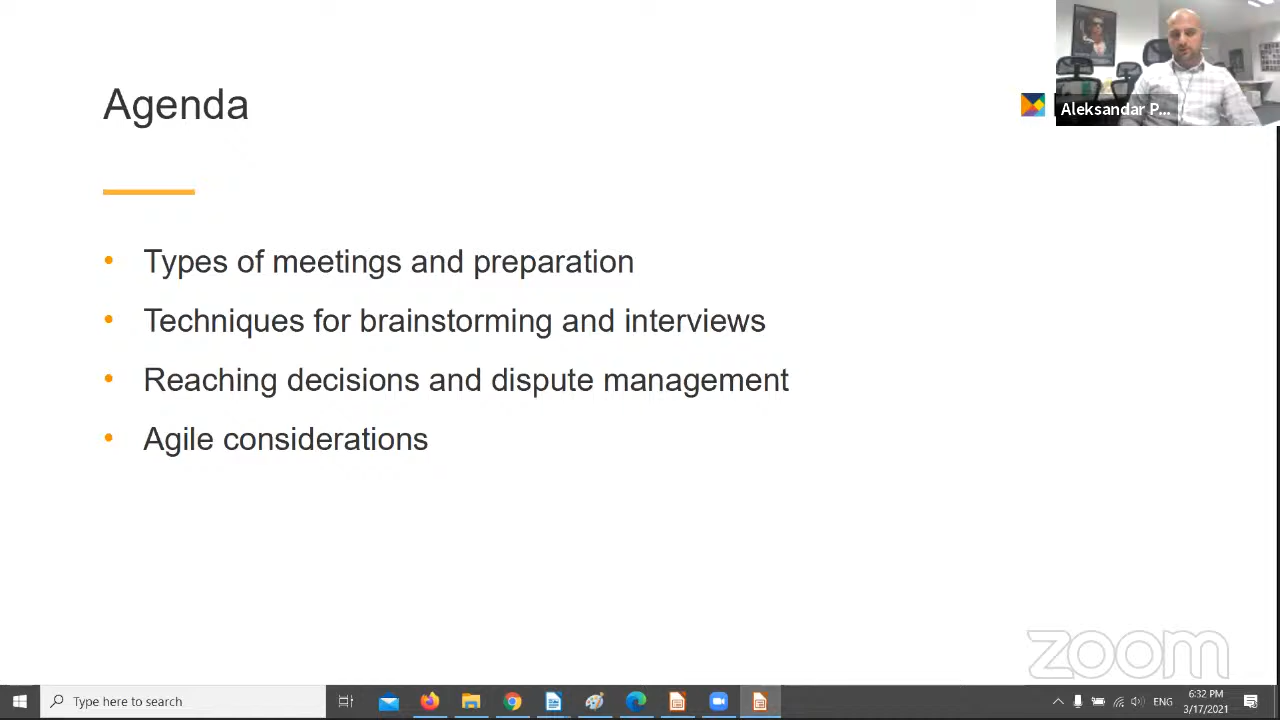 Agenda
Aleksandar P...
Types of meetings and preparation
Techniques for brainstorming and interviews
Reaching decisions and dispute management
Agile considerations
zoom
Type here to search
ENG
6:32 PM
3/17/2021